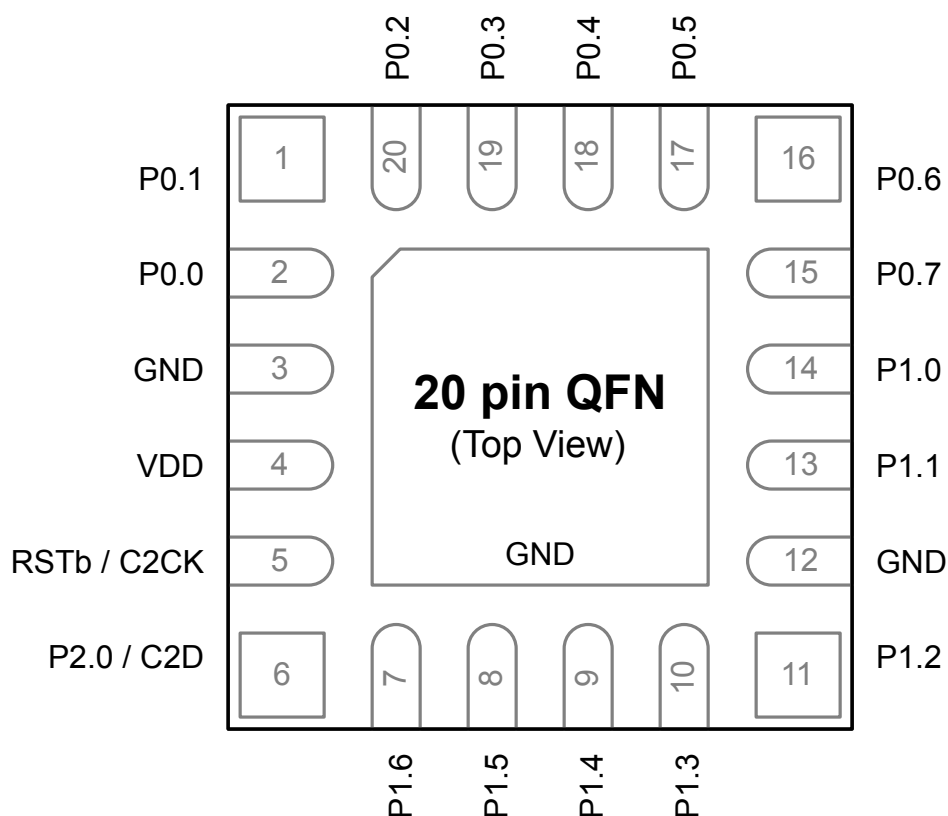 P0.2 P0.3 P0.4 P0.5
1 20 19 18 17 16
P0.1 P0.6
P0.0 2 15 P0.7
GND 3 14 P1.0
20 pin QFN
(Top View)
VDD 4 13 P1.1
RSTb / C2CK 5 GND 12 GND
P2.0 / C2D 6 7 8 9 10 11 P1.2
P1.6 P1.5 P1.4 P1.3